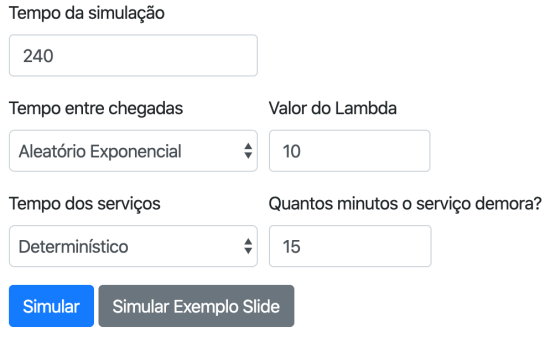 Tempo da simulação
240
Tempo entre chegadas Valor do Lambda
Aleatório Exponencial 10
Tempo dos serviços Quantos minutos o serviço demora?
Determinístico 15
Simular Simular Exemplo Slide